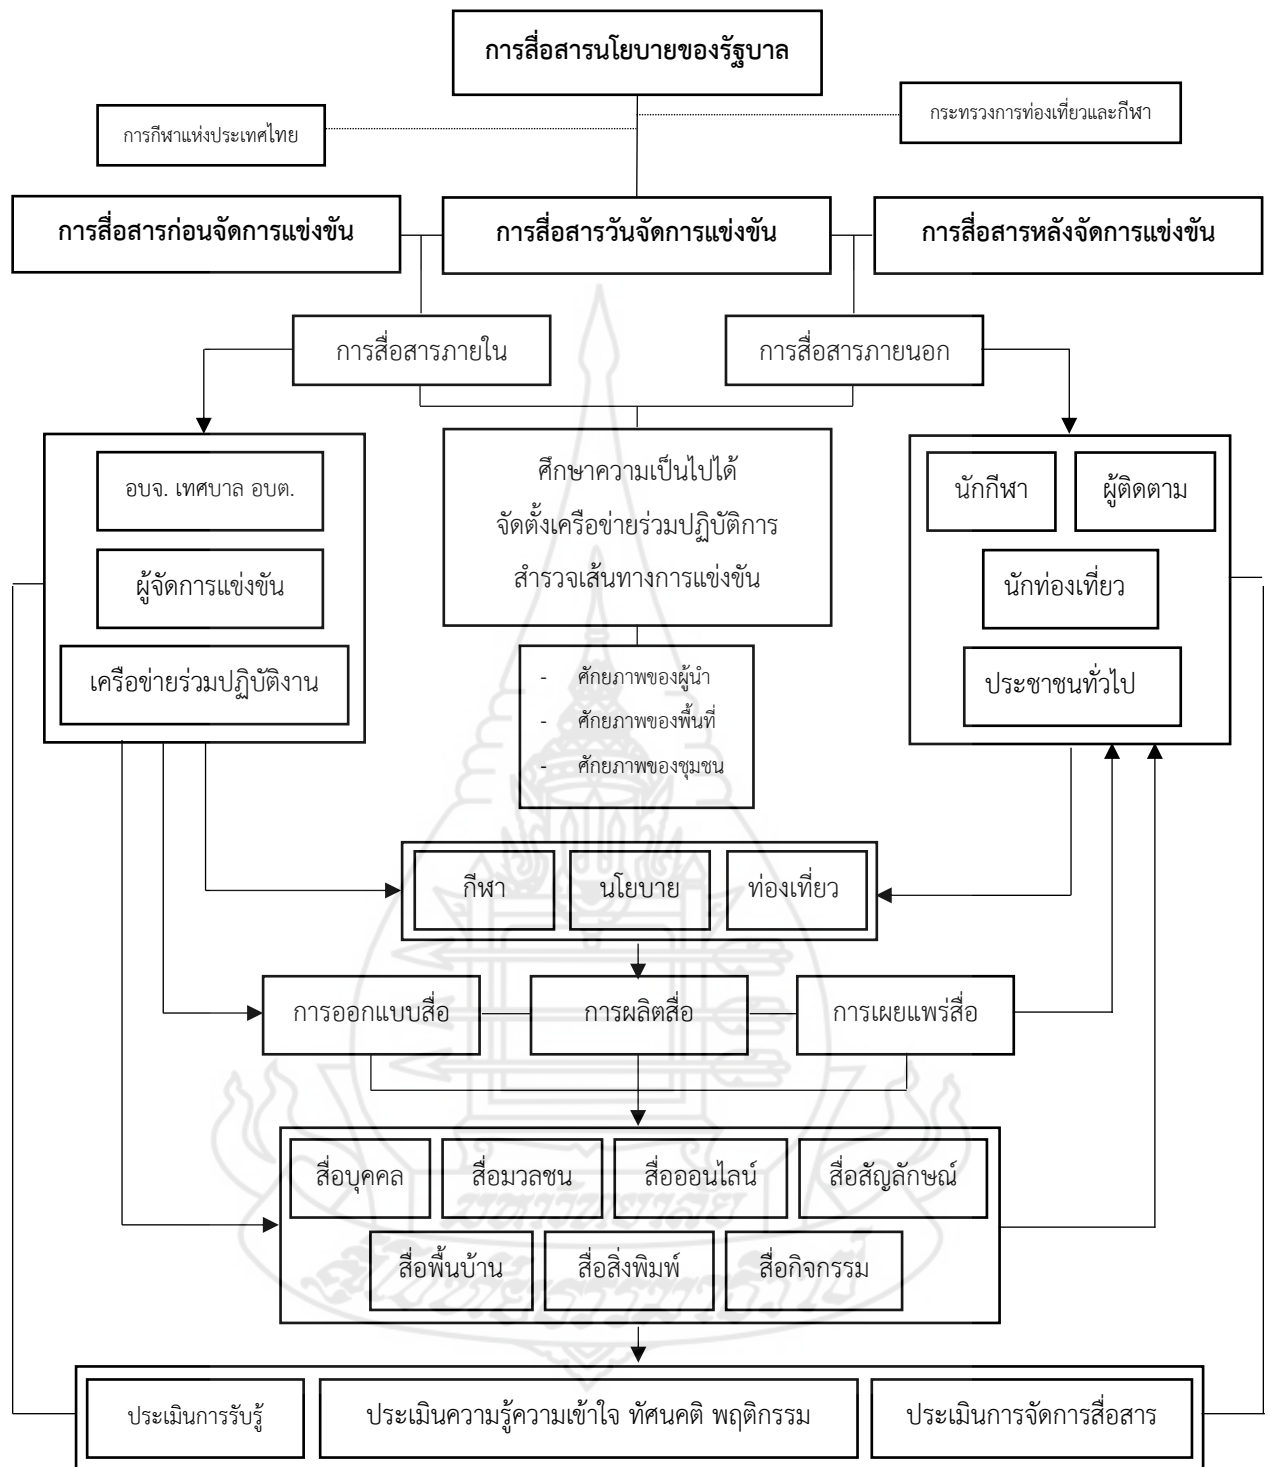 การสื่อสารนโยบายของรัฐบาล
การกีฬาแห่งประเทศไทย
กระทรวงการท่องเที่ยวและกีฬา
การสื่อสารก่อนจัดการแข่งขัน
การสื่อสารวันจัดการแข่งขัน
การสื่อสารหลังจัดการแข่งขัน
การสื่อสารภายใน
การสื่อสารภายนอก
อบจ. เทศบาล อบต.
ผู้จัดการแข่งขัน
เครือข่ายร่วมปฏิบัติงาน
ศึกษาความเป็นไปได้
จัดตั้งเครือข่ายร่วมปฏิบัติการ
สำรวจเส้นทางการแข่งขัน
นักกีฬา
ผู้ติดตาม
นักท่องเที่ยว
ประชาชนทั่วไป
- ศักยภาพของผู้นำ
- ศักยภาพของพื้นที่
- ศักยภาพของชุมชน
กีฬา
นโยบาย
ท่องเที่ยว
การออกแบบสื่อ
การผลิตสื่อ
การเผยแพร่สื่อ
สื่อบุคคล
สื่อมวลชน
สื่อออนไลน์
สื่อสัญลักษณ์
มหาวิทยาลัย
สื่อพื้นบ้าน
สื่อสิ่งพิมพ์
สื่อกิจกรรม
สุโขทัยธรรมาธิราช
ประเมินการรับรู้
ประเมินความรู้ความเข้าใจ ทัศนคติ พฤติกรรม
ประเมินการจัดการสื่อสาร